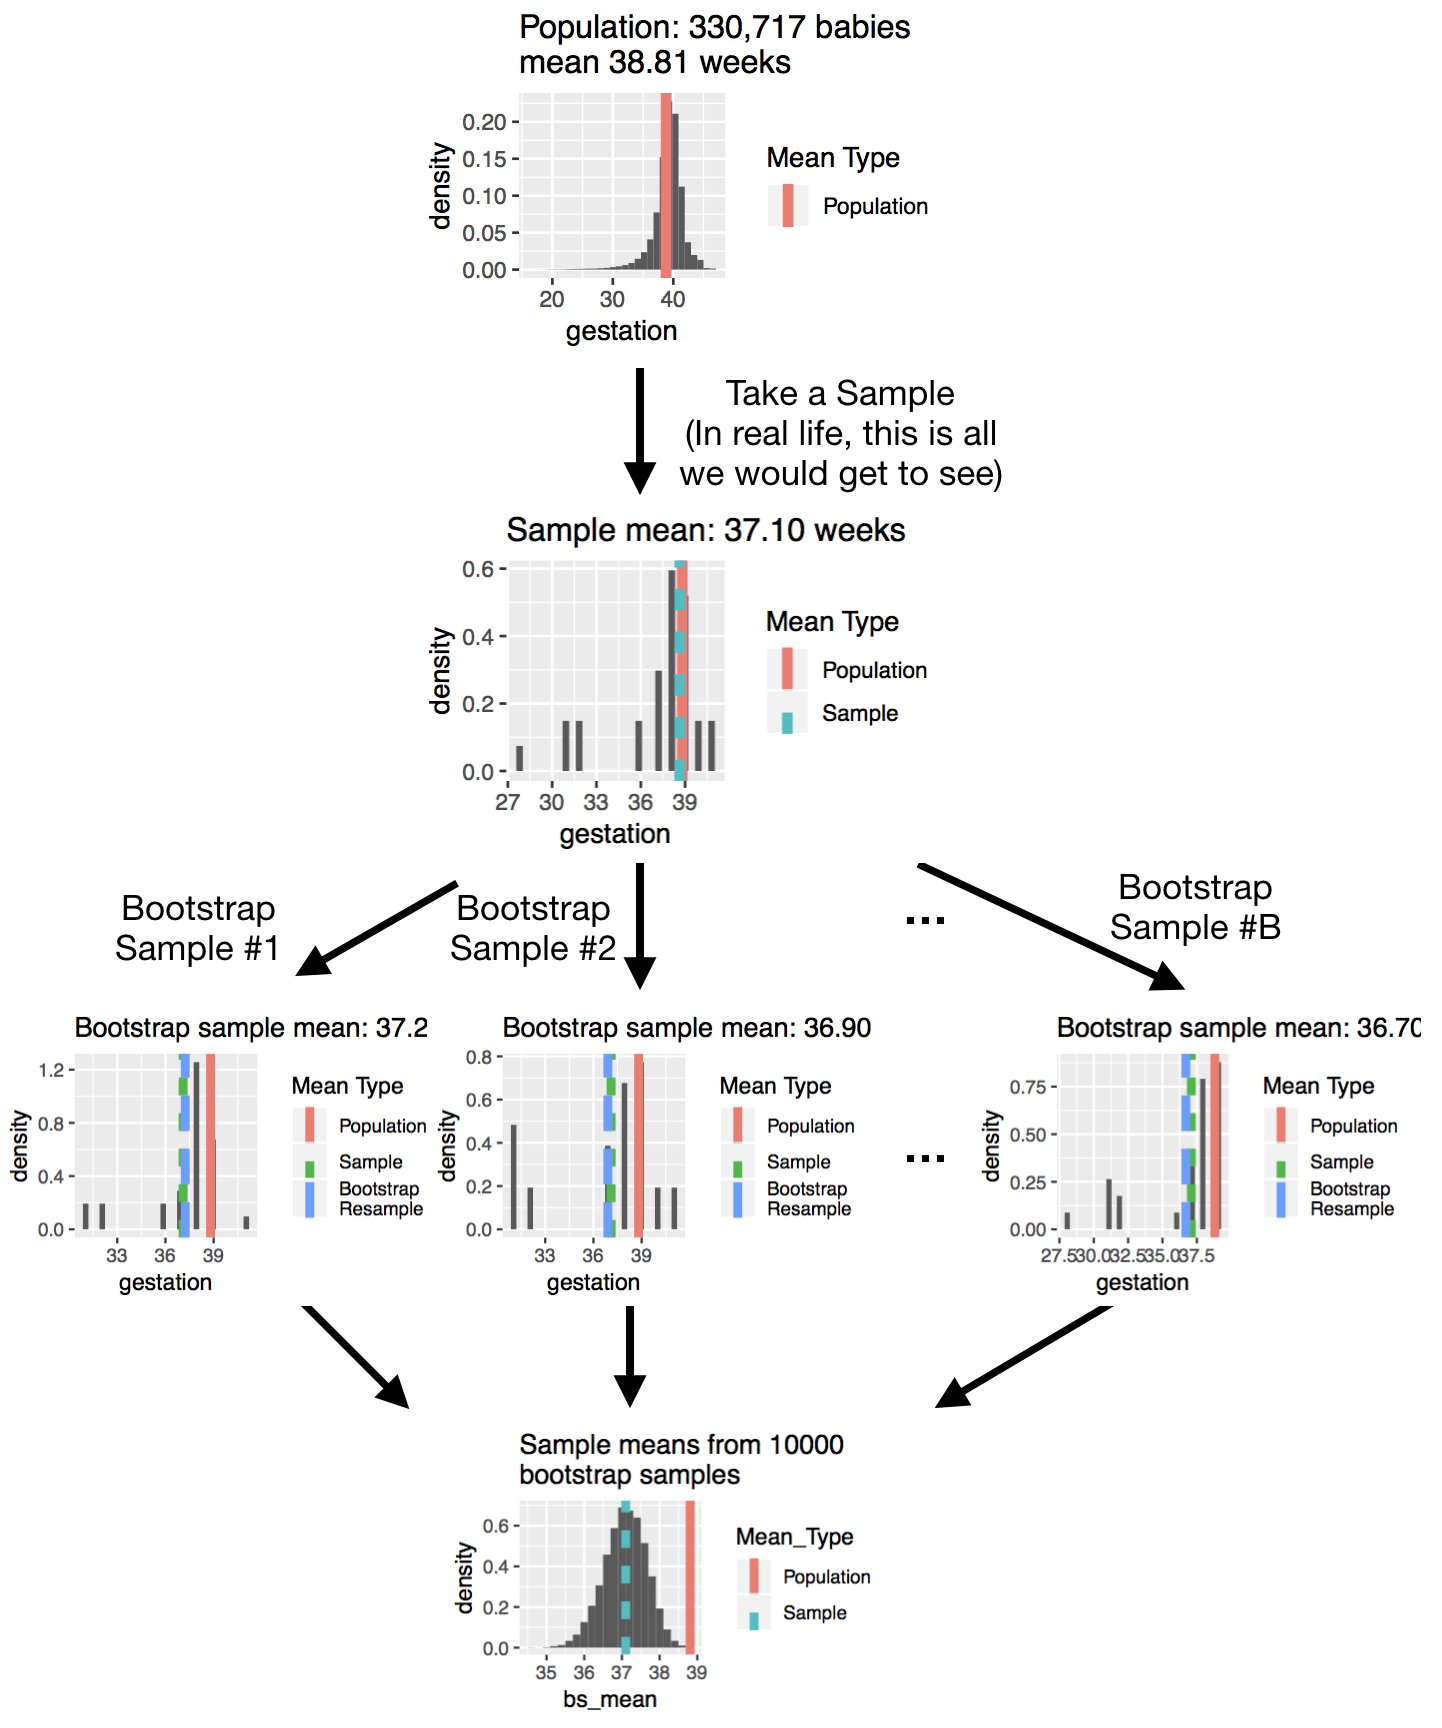 Population: 330,717 babies
mean 38.81 weeks
density
0.20
0.15
0.10
0.05
0.00
20 30 40
gestation
Mean Type
Population
Take a Sample
(In real life, this is all
we would get to see)
Sample mean: 37.10 weeks
density
0.6
0.4
0.2
0.0
27 30 33 36 39
gestation
Mean Type
Population
Sample
Bootstrap
Sample #1
Bootstrap
Sample #2
...
Bootstrap
Sample #B
Bootstrap sample mean: 37.2
density
1.2
0.8
0.4
0.0
33 36 39
gestation
Mean Type
Population
Sample
Bootstrap
Resample
Bootstrap sample mean: 36.90
density
0.8
0.6
0.4
0.2
0.0
33 36 39
gestation
Mean Type
Population
Sample
Bootstrap
Resample
...
Bootstrap sample mean: 36.70
density
0.75
0.50
0.25
0.00
27.530.032.535.037.5
gestation
Mean Type
Population
Sample
Bootstrap
Resample
Sample means from 10000
bootstrap samples
density
0.6
0.4
0.2
0.0
35 36 37 38 39
bs_mean
Mean_Type
Population
Sample